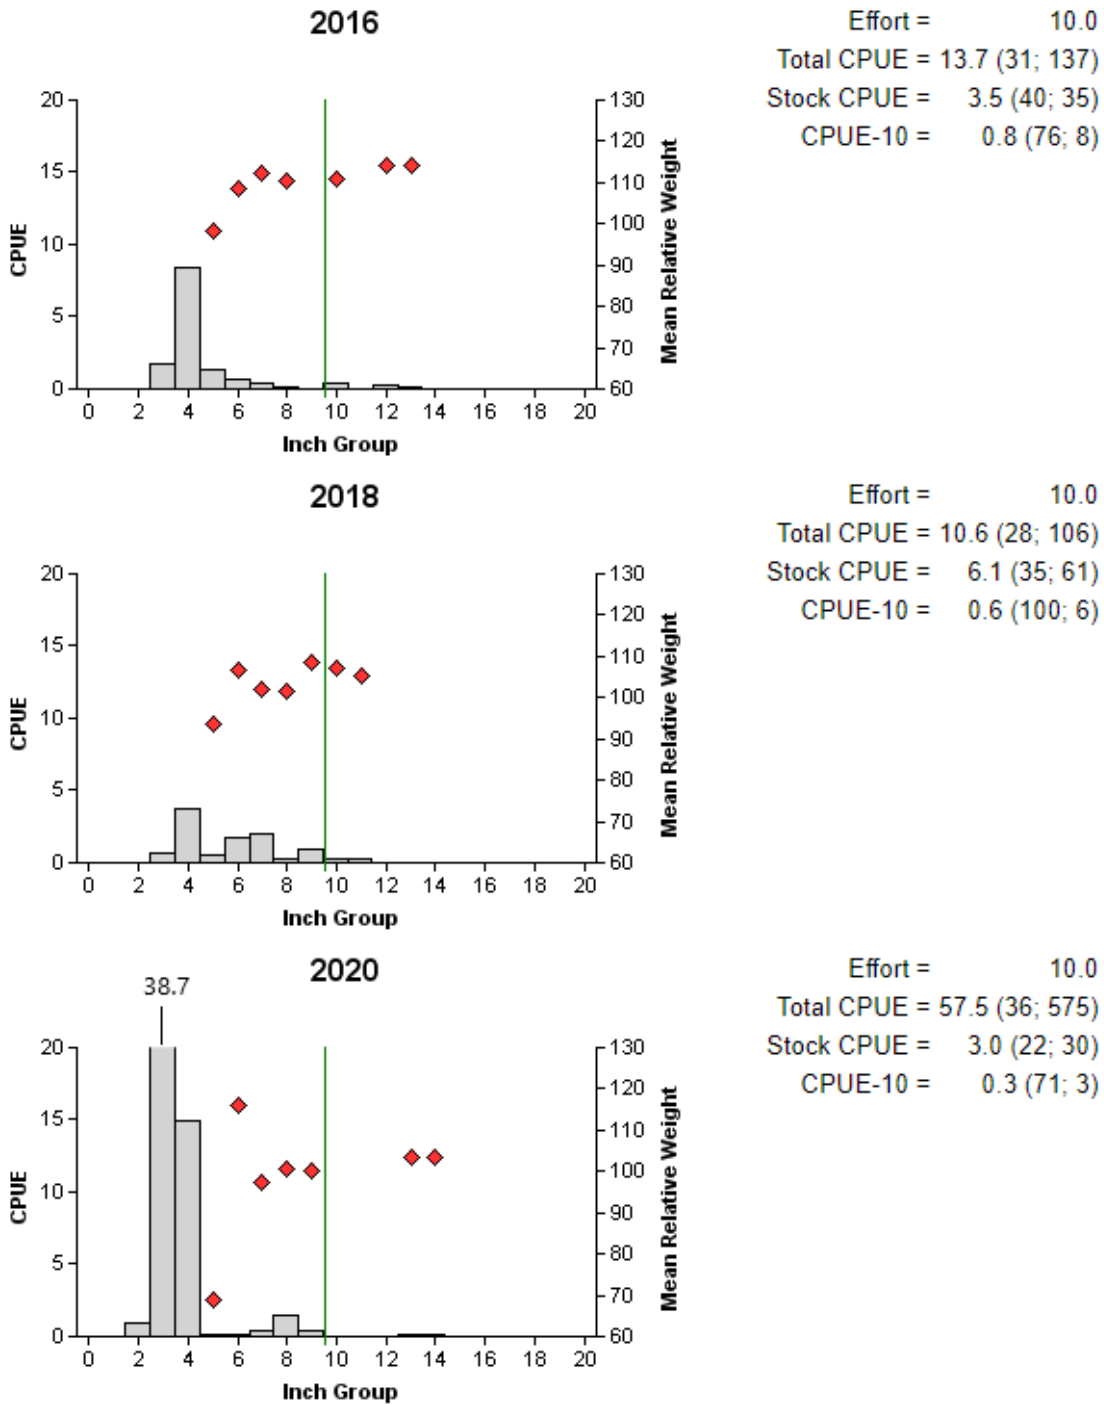 2016
Effort = 10.0
Total CPUE = 13.7 (31; 137)
Stock CPUE = 3.5 (40; 35)
CPUE-10 = 0.8 (76; 8)
20 130
120
15
110
10 100
90
5 80
70
0 60
CPUE
Mean Relative Weight
0 2 4 6 8 10 12 14 16 18 20
Inch Group
2018
Effort = 10.0
Total CPUE = 10.6 (28; 106)
Stock CPUE = 6.1 (35; 61)
CPUE-10 = 0.6 (100; 6)
20 130
120
15
110
10 100
90
5 80
70
0 60
CPUE
Mean Relative Weight
0 2 4 6 8 10 12 14 16 18 20
Inch Group
2020
38.7
Effort = 10.0
Total CPUE = 57.5 (36; 575)
Stock CPUE = 3.0 (22; 30)
CPUE-10 = 0.3 (71; 3)
20 130
120
15
110
10 100
90
5 80
70
0 60
CPUE
Mean Relative Weight
0 2 4 6 8 10 12 14 16 18 20
Inch Group